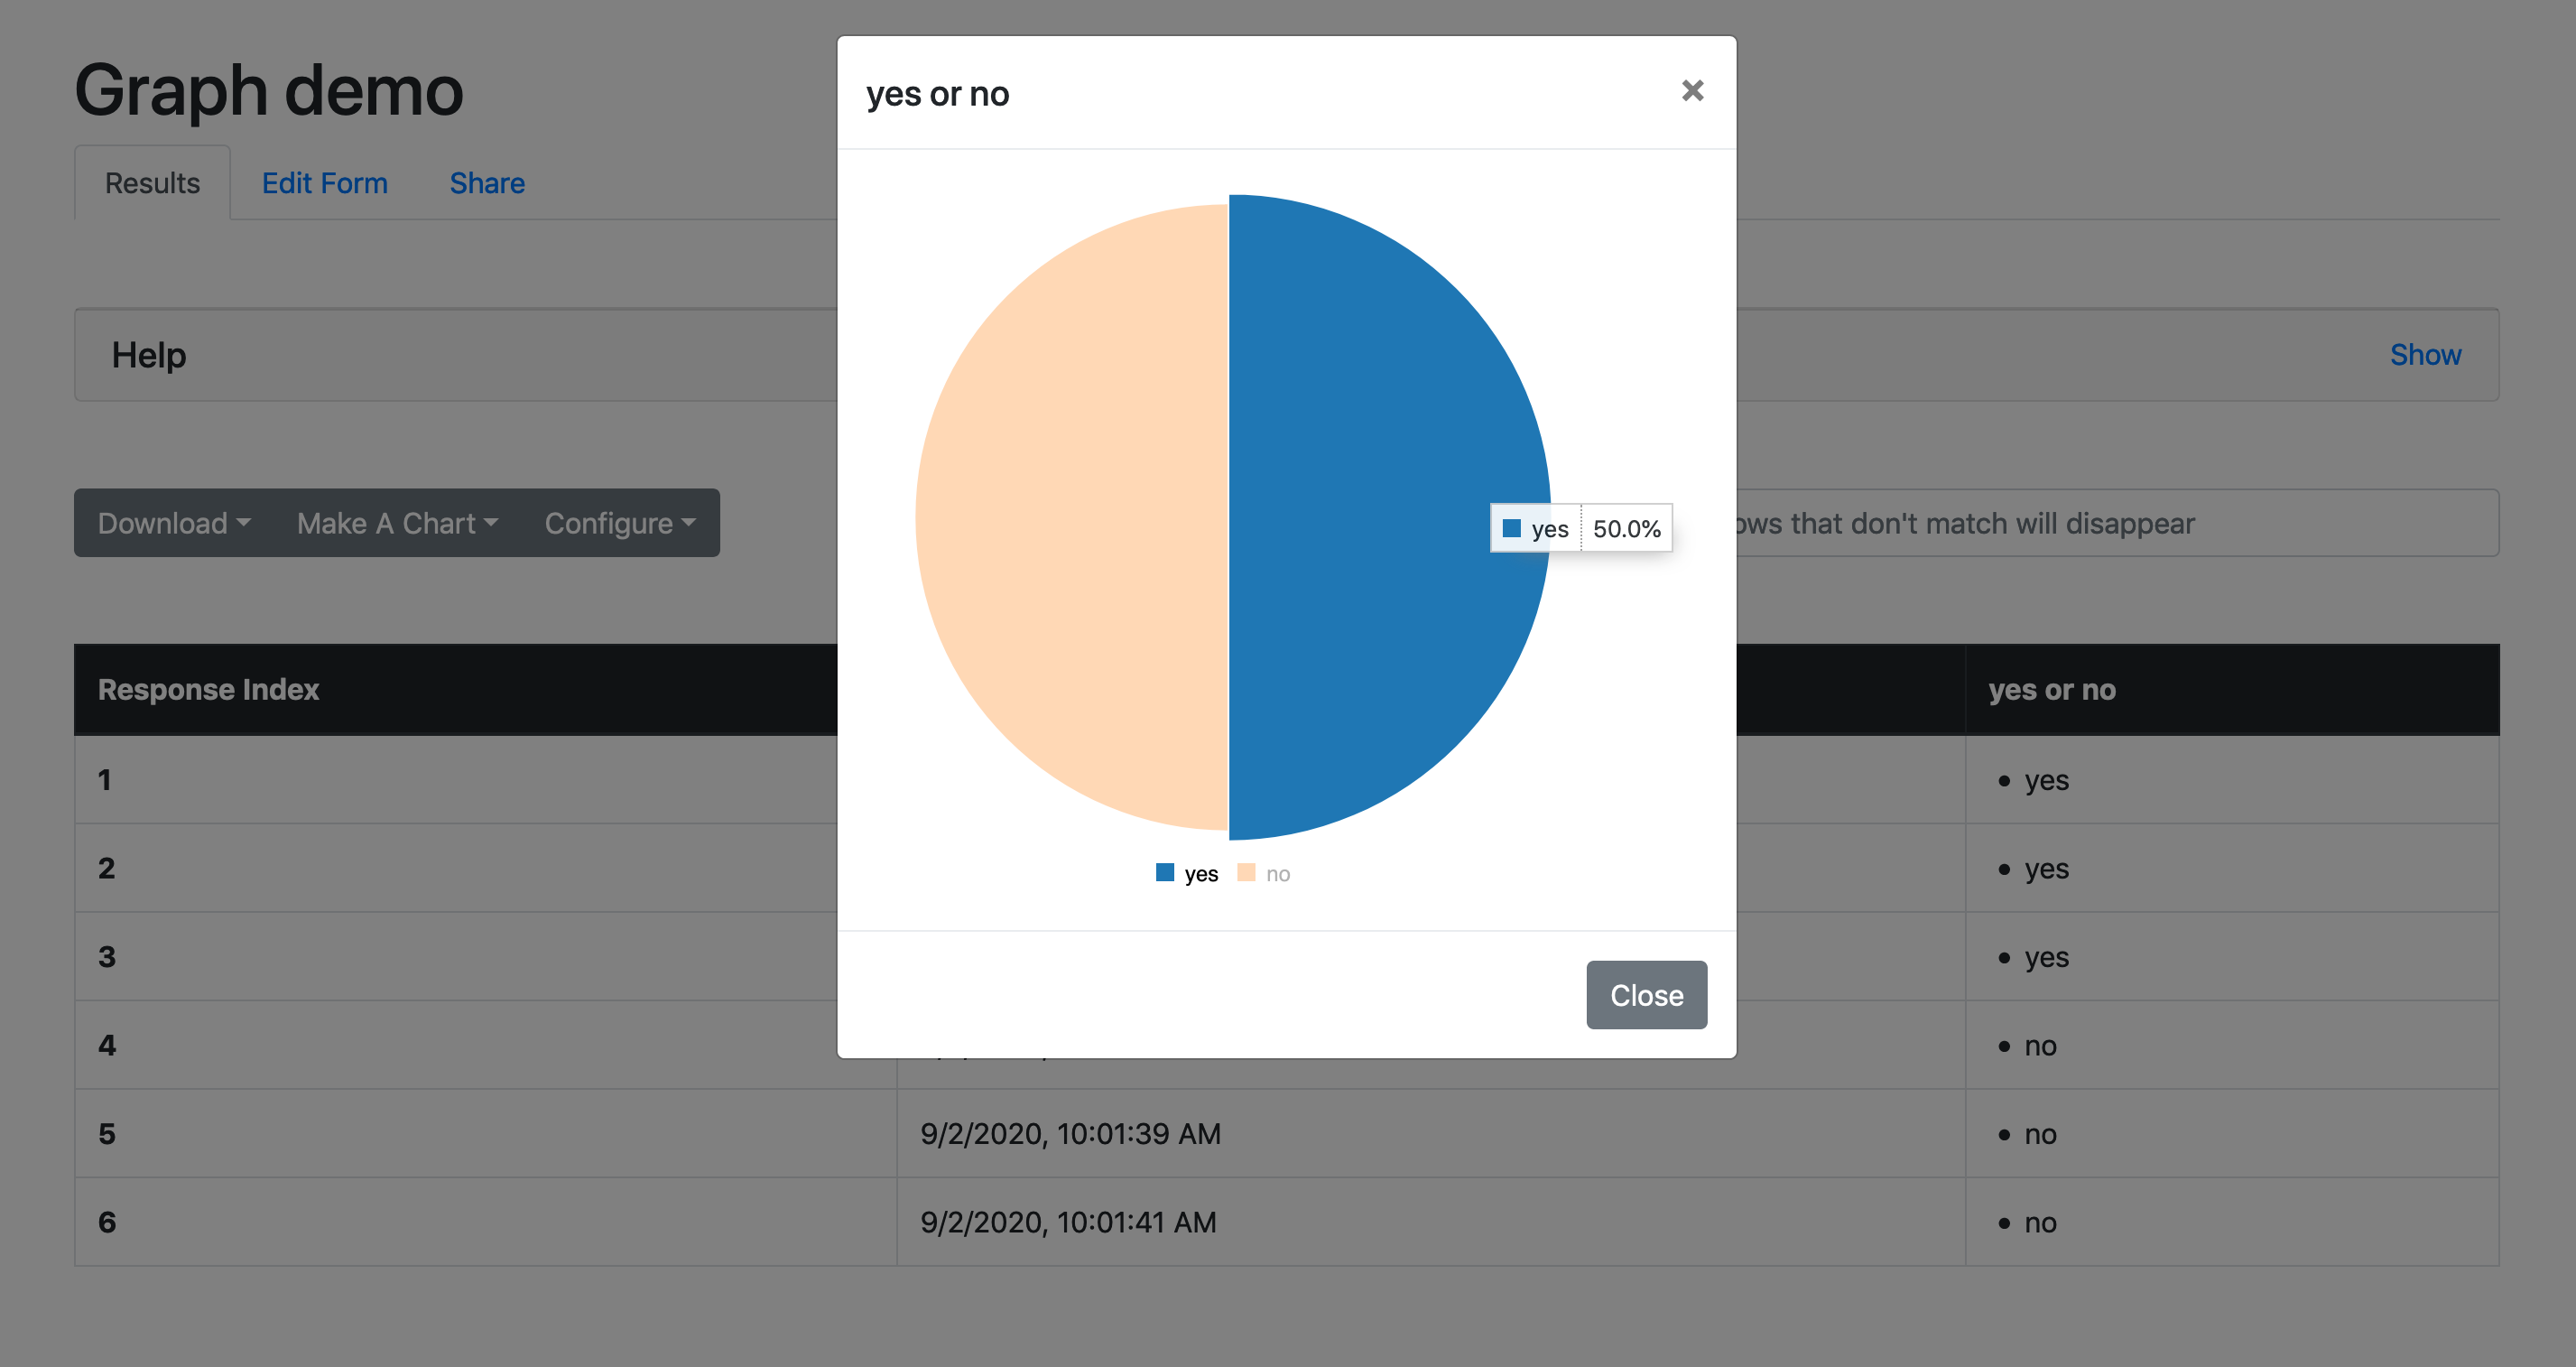 Graph demo
Results Edit Form Share
Help Show
Download Make A Chart Configure
that don't match will disappear
Response Index yes or no
1 yes
2 yes
3 yes
4 no
5 9/2/2020, 10:01:39 AM no
6 9/2/2020, 10:01:41 AM no
yes or no ×
yes 50.0%
yes no
Close